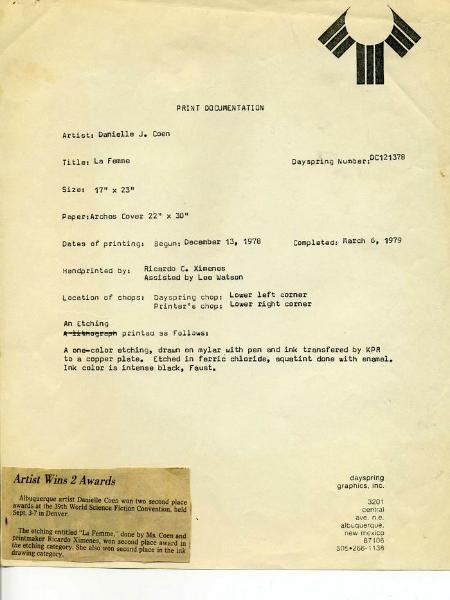 PRINT DOCUMENTATION
Artist: Danielle J. Coen
Title: La Femme
Dayspring Number: DC121378
Size: 17" x 23"
Paper: Arches Cover 22" x 30"
Dates of printing: Begun: December 13, 1978 Completed: March 6, 1979
Handprinted by: Ricardo C. Ximenes
Assisted by Lee Watson
Location of chops: Dayspring chop: Lower left corner
Printer's chop: Lower right corner
An Etching
A lithograph printed as Follows:
A one-color etching, drawn on mylar with pen and ink transfered by KPR
to a copper plate. Etched in ferric chloride, aquatint done with enamel.
Ink color is intense black, Faust.
Artist Wins 2 Awards
Albuquerque artist Danielle Coen won two second place
awards at the 39th World Science Fiction Convention, held
Sept. 3-7 in Denver.
The etching entitled "La Femme," done by Ms. Coen and
printmaker Ricardo Ximenes, won second place award in
the etching category. She also won second place in the ink
drawing category.
dayspring
graphics, inc.
3201
central
ave. n.e.
albuquerque,
new mexico
87106
505•266-1138